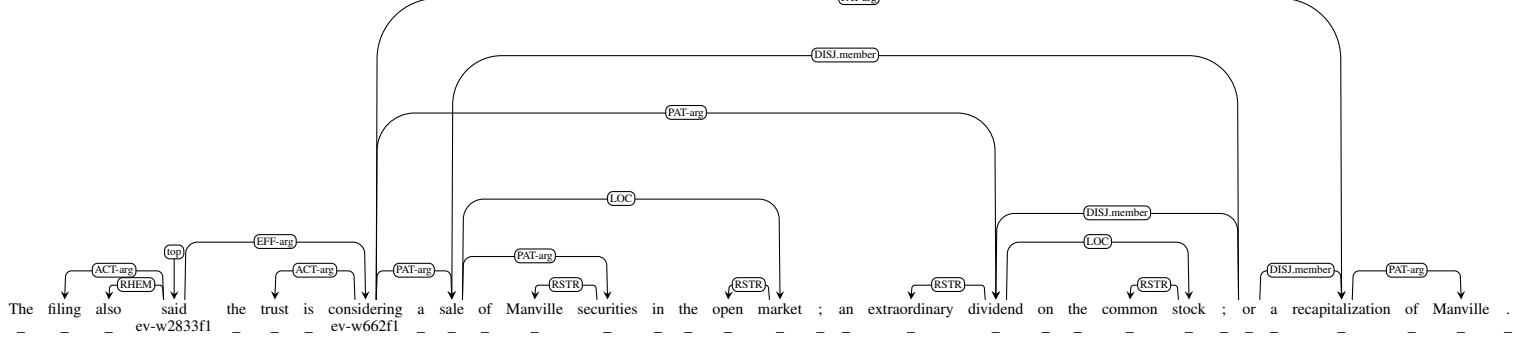 DISJ.member
PAT-arg
LOC
DISJ.member
top EFF-arg LOC
PAT-arg
ACT-arg ACT-arg PAT-arg DISJ.member PAT-arg
RHEM RSTR RSTR RSTR RSTR
The filing also said the trust is considering a sale of Manville securities in the open market ; an extraordinary dividend on the common stock ; or a recapitalization of Manville .
_ _ _ ev-w2833f1 _ _ _ ev-w662f1 _ _ _ _ _ _ _ _ _ _ _ _ _ _ _ _ _ _ _ _ _ _ _ _